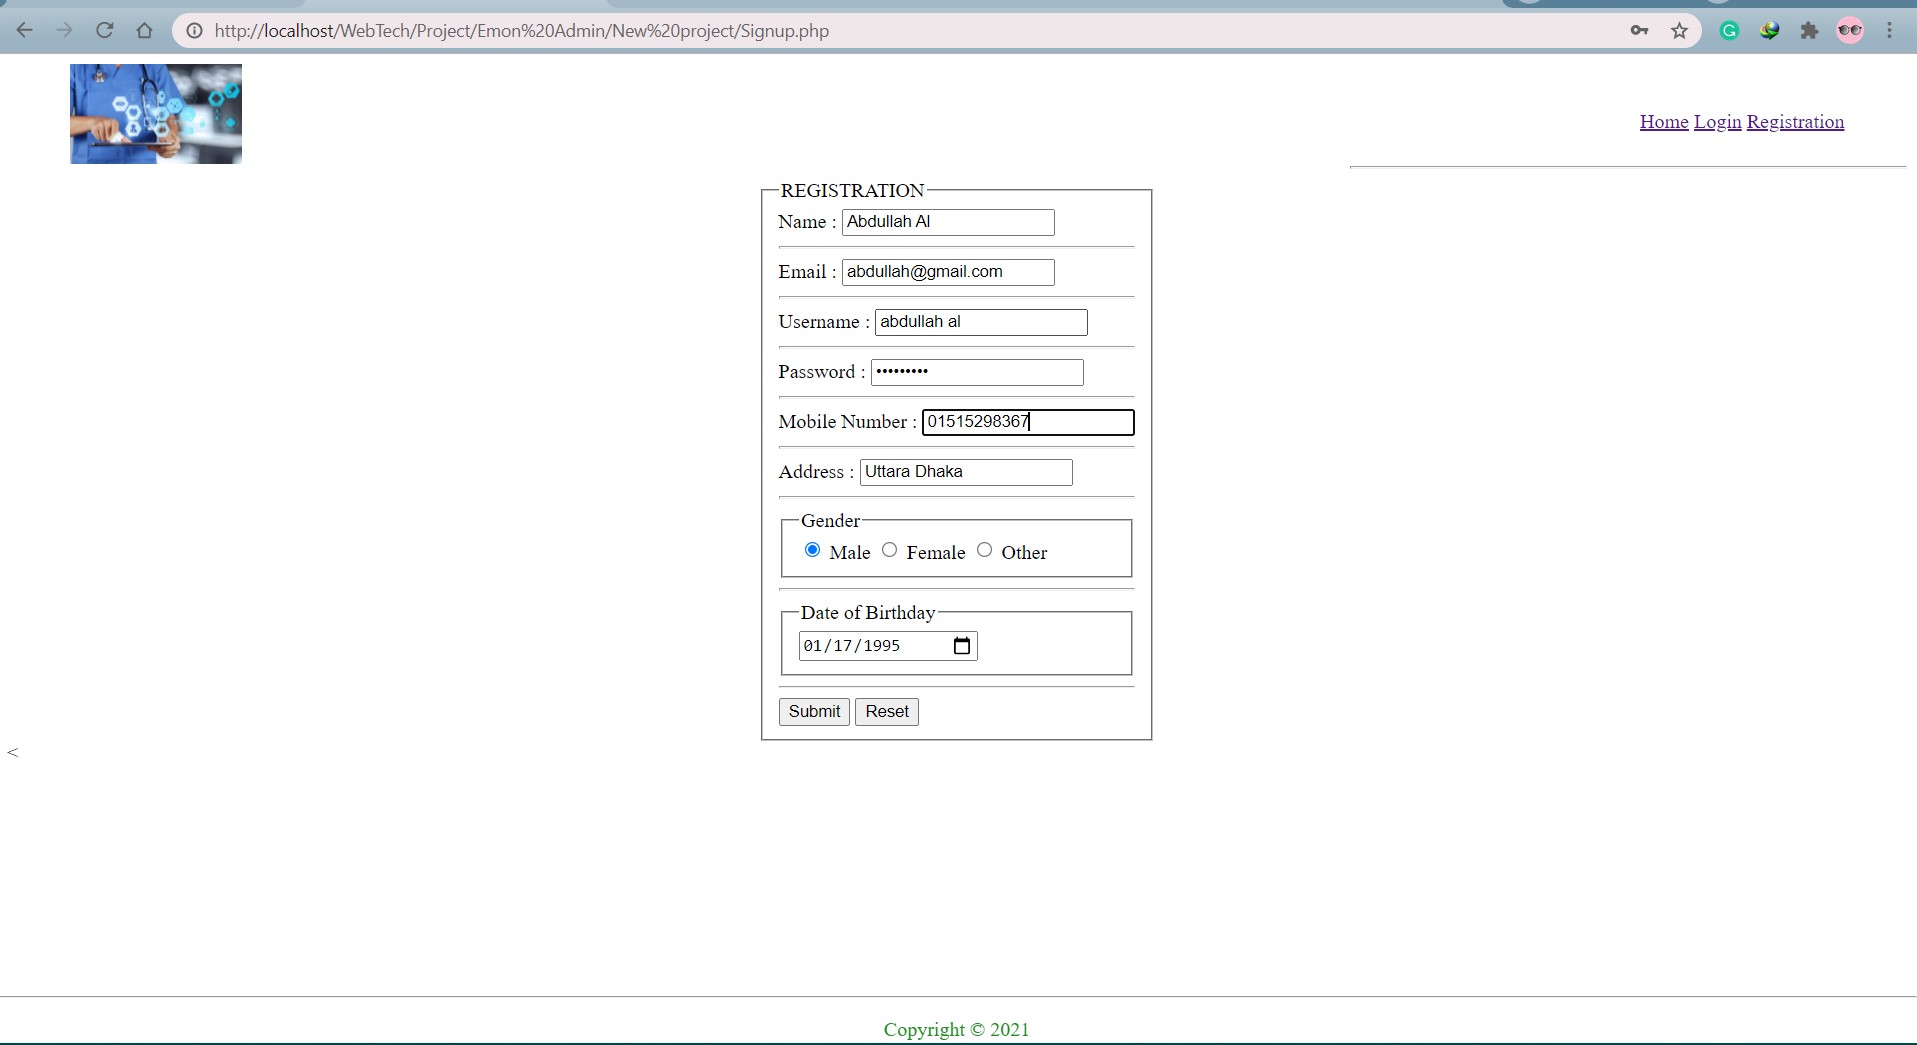 http://localhost/WebTech/Project/Emon%20Admin/New%20project/Signup.php
Home Login Registration
REGISTRATION
Name : Abdullah Al
Email : abdullah@gmail.com
Username : abdullah al
Password : •••••••••
Mobile Number : 01515298367
Address : Uttara Dhaka
Gender
Male Female Other
Date of Birthday
01/17/1995
Submit Reset
<
Copyright © 2021